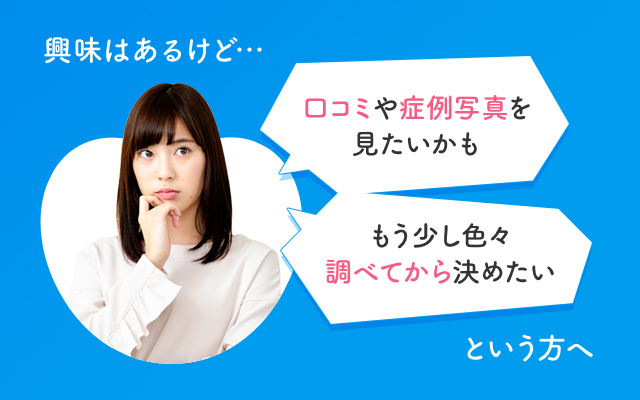 興味はあるけど…
口コミや症例写真を
見たいかも
もう少し色々
調べてから決めたい
という方へ